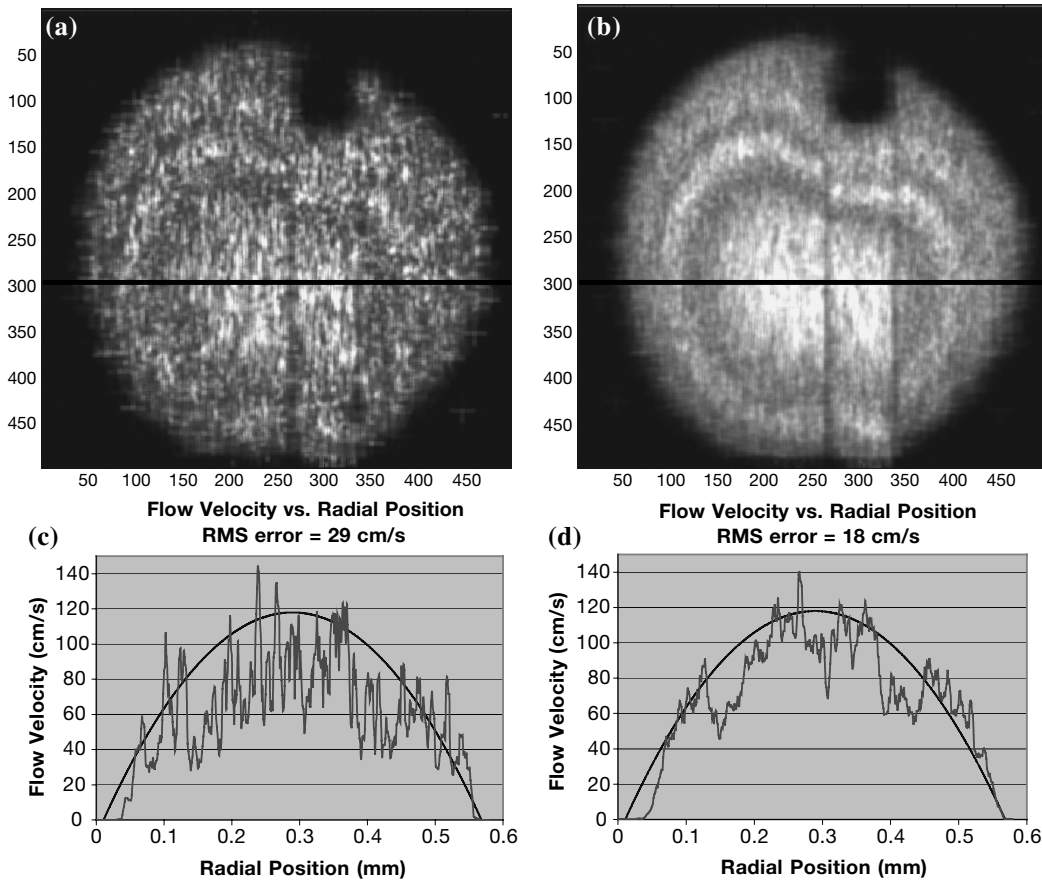 (a)
50
100
150
200
250
300
350
400
450
50 100 150 200 250 300 350 400 450
(b)
50
100
150
200
250
300
350
400
450
50 100 150 200 250 300 350 400 450
(c)
Flow Velocity vs. Radial Position
RMS error = 29 cm/s
Flow Velocity (cm/s)
140
120
100
80
60
40
20
0
0 0.1 0.2 0.3 0.4 0.5 0.6
Radial Position (mm)
(d)
Flow Velocity vs. Radial Position
RMS error = 18 cm/s
Flow Velocity (cm/s)
140
120
100
80
60
40
20
0
0 0.1 0.2 0.3 0.4 0.5 0.6
Radial Position (mm)